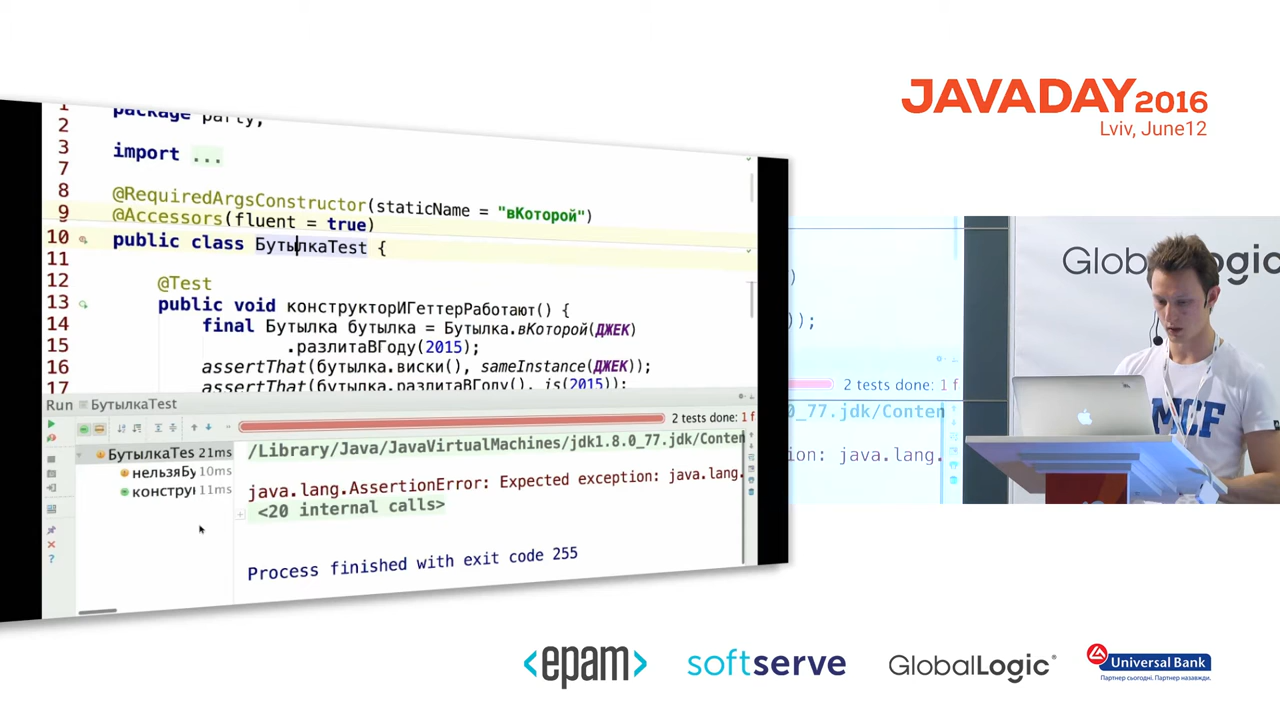 JAVADAY2016
Lviv, June12
1
2
package party;
3
import ...
7
8
@RequiredArgsConstructor(staticName = "вКоторой")
9
@Accessors(fluent = true)
10
public class БутылкаTest {
11
12
@Test
13
public void конструкторИГеттерРаботают() {
14
final Бутылка бутылка = Бутылка.вКоторой(ДЖЕК)
15
.разлитаВГоду(2015);
16
assertThat(бутылка.виски(), sameInstance(ДЖЕК));
17
assertThat(бутылка.разлитаВГоду(), is(2015));
Run БутылкаTest
2 tests done: 1 f
БутылкаTes 21ms
нельзяБу 10ms
констру 11ms
/Library/Java/JavaVirtualMachines/jdk1.8.0_77.jdk/Conten
java.lang.AssertionError: Expected exception: java.lang.
<20 internal calls>
Process finished with exit code 255
GlobalLogic
)
));
2 tests done: 1 f
0_77.jdk/Conten
ion: java.lang.
MCF
<epam>
softserve
GlobalLogic®
Universal Bank
Партнер сьогодні. Партнер назавжди.